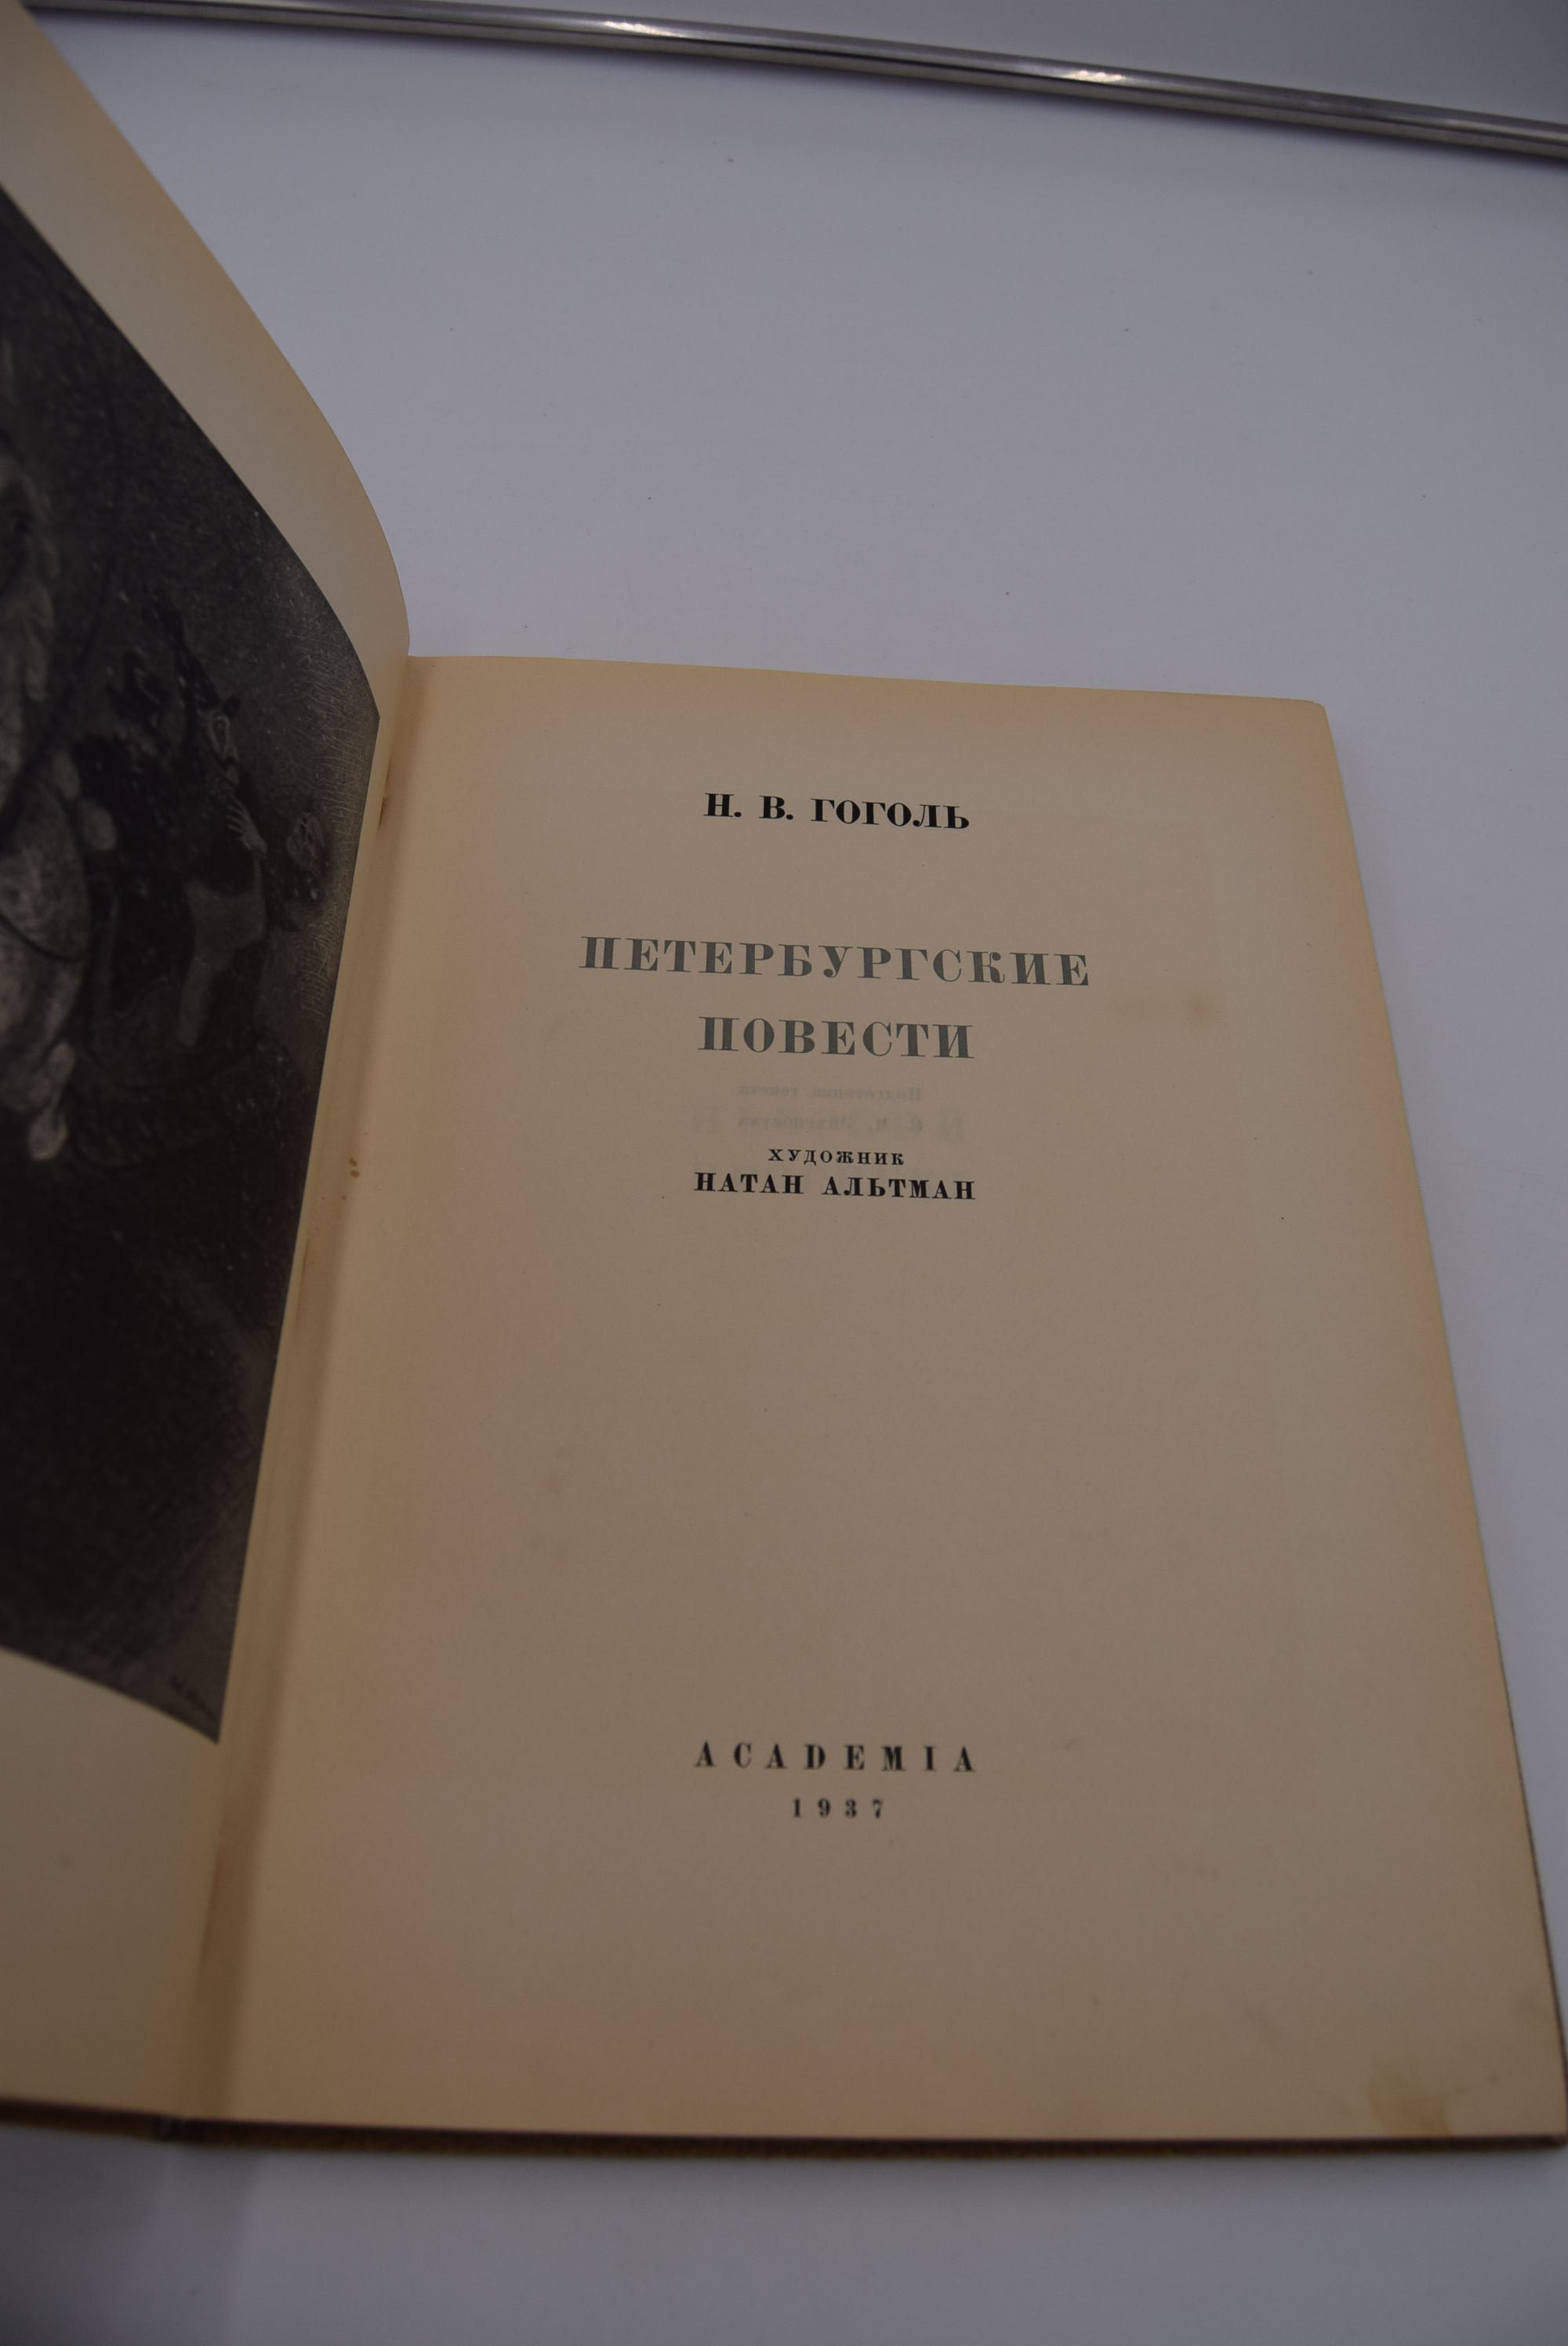 Н. В. ГОГОЛЬ
ПЕТЕРБУРГСКИЕ
ПОВЕСТИ
ХУДОЖНИК
НАТАН АЛЬТМАН
ACADEMIA
1937